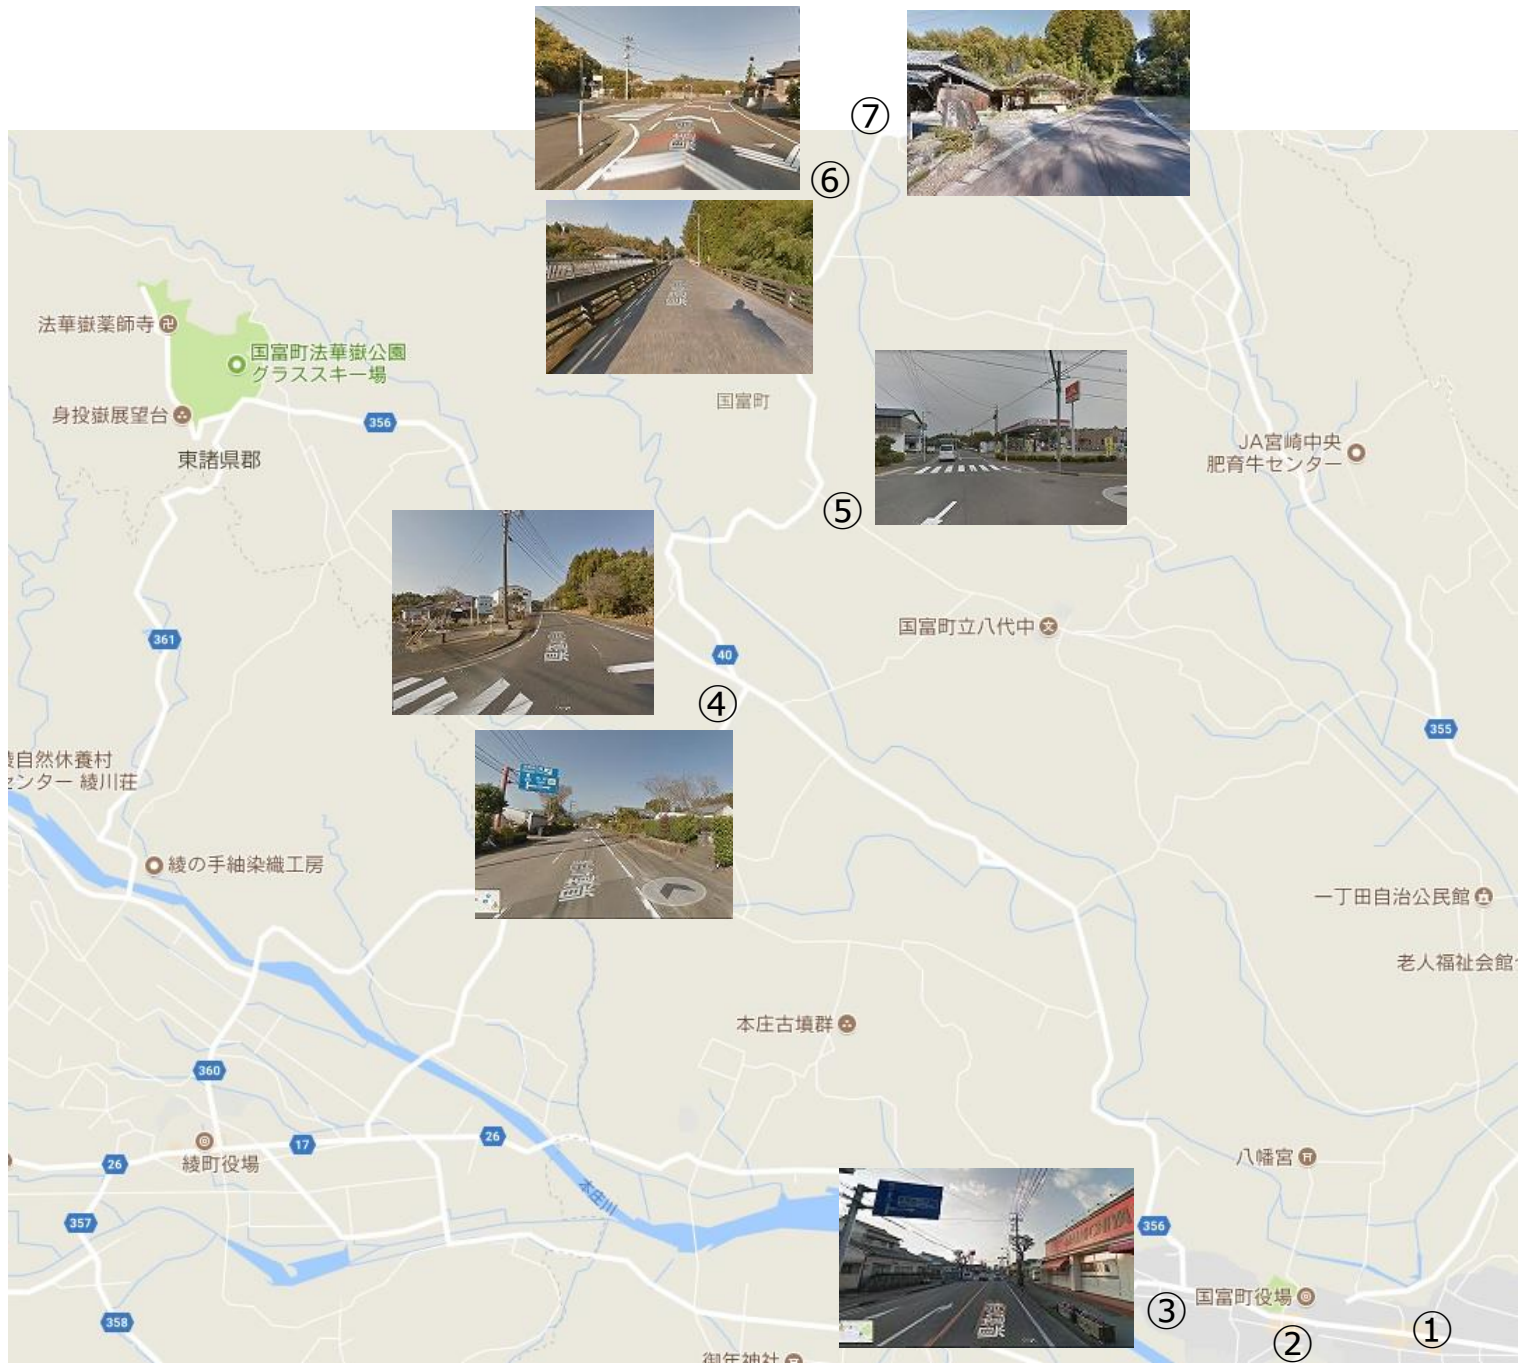 ⑦
⑥
法華嶽薬師寺
国富町法華嶽公園
グラススキー場
国富町
身投嶽展望台
356
JA宮崎中央
肥育牛センター
東諸県郡
⑤
国富町立八代中
361
40
④
355
綾自然休養村
センター 綾川荘
綾の手紬染織工房
一丁田自治公民館
老人福祉会館
本庄古墳群
360
26
17
26
綾町役場
八幡宮
本庄川
357
356
③
国富町役場
358
②
①
御年神社